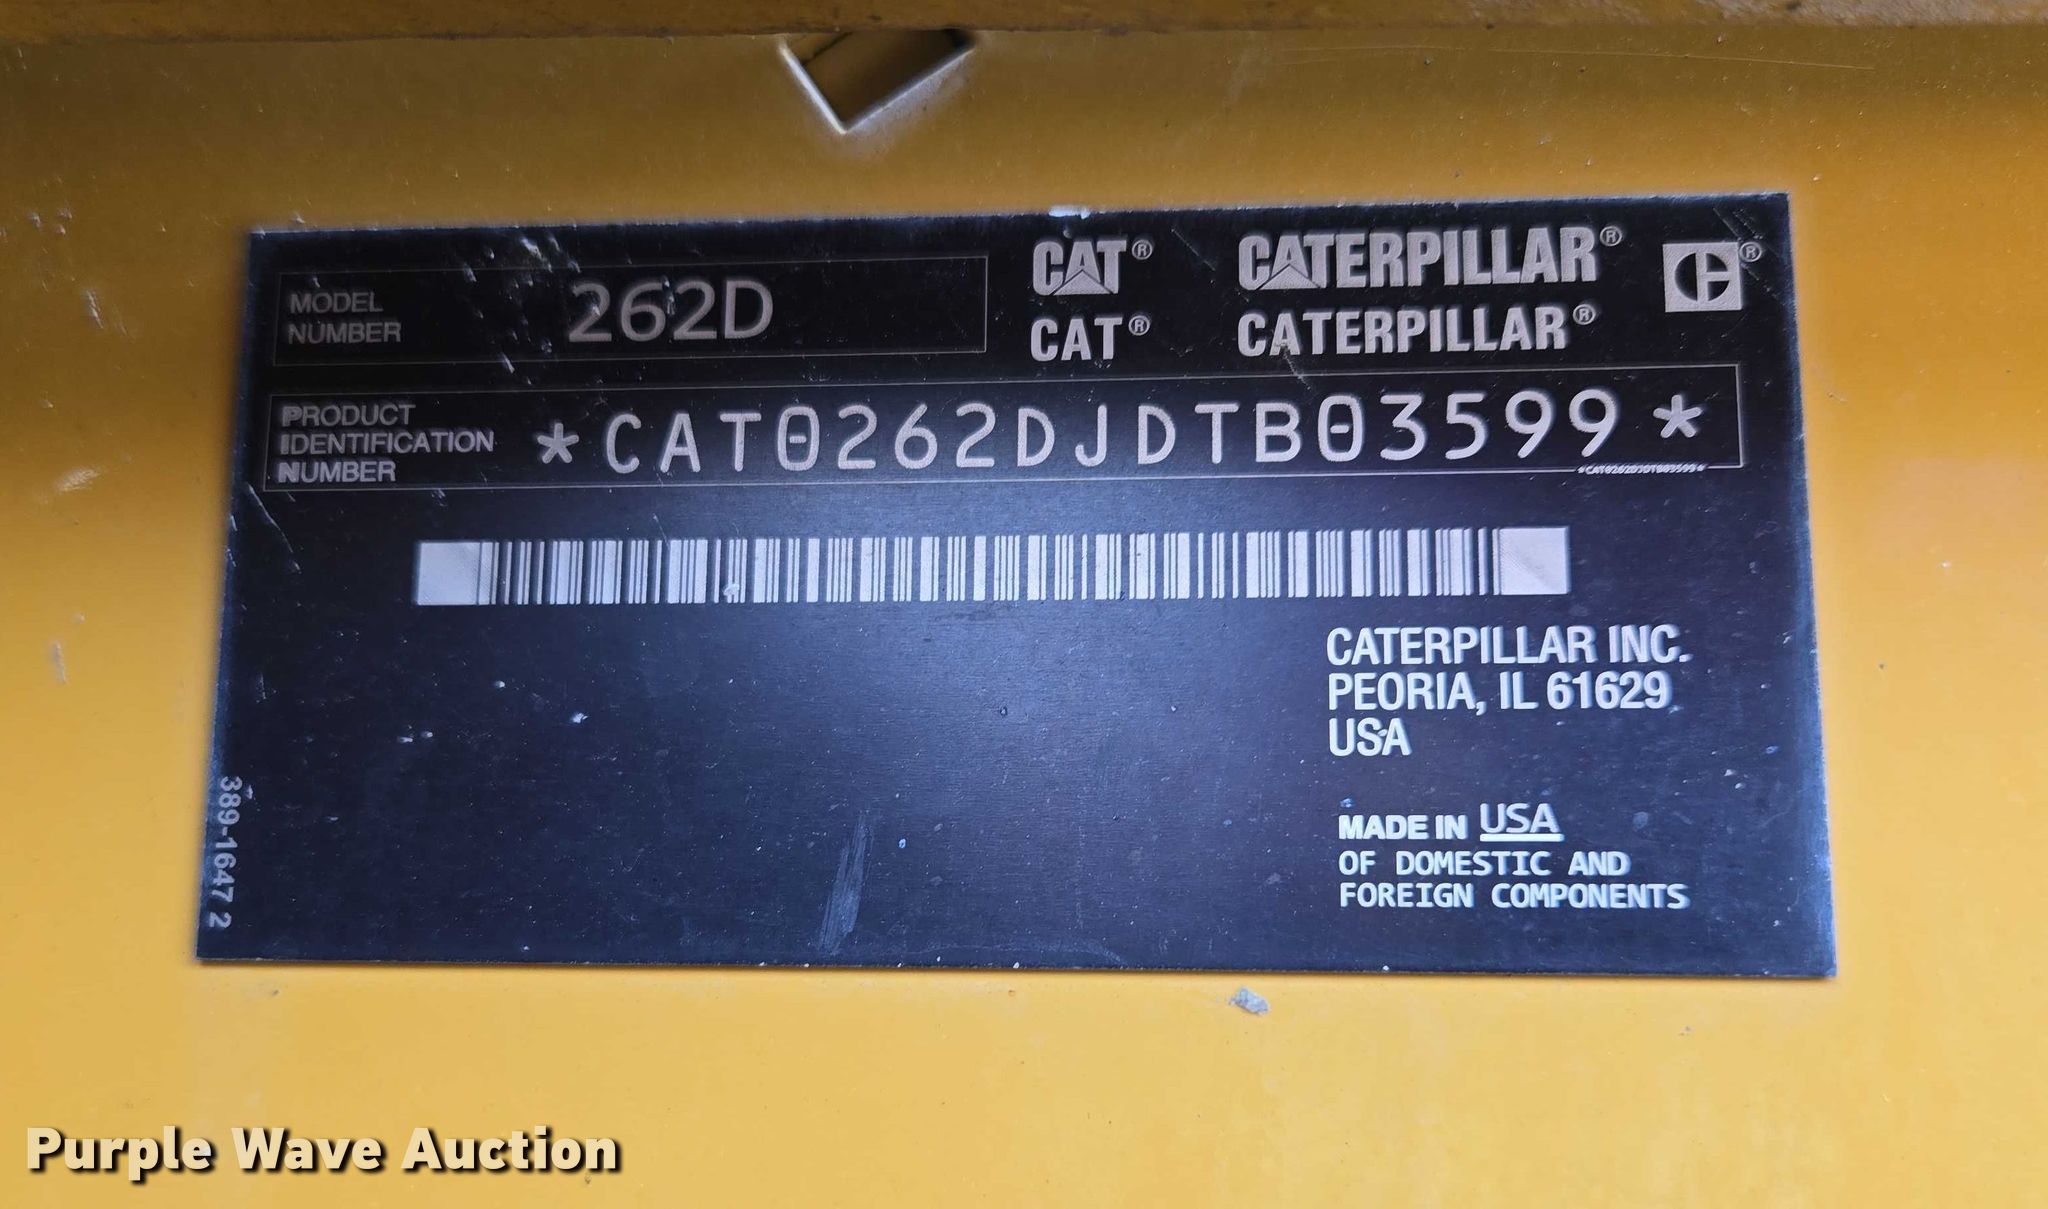 MODEL
NUMBER
262D
CAT® CATERPILLAR® ®
CAT® CATERPILLAR®
PRODUCT
IDENTIFICATION
NUMBER
*CAT0262DJDTB03599*
*CAT0262DJDTB03599*
CATERPILLAR INC.
PEORIA, IL 61629
USA
MADE IN USA
OF DOMESTIC AND
FOREIGN COMPONENTS
389-1647 2
Purple Wave Auction